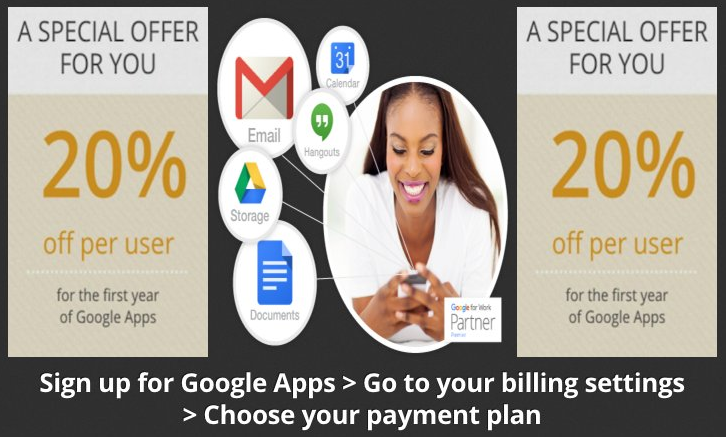 A SPECIAL OFFER
FOR YOU
20%
off per user
for the first year
of Google Apps
31
Calendar
Email
Hangouts
Storage
Documents
Google for Work
Partner
A SPECIAL OFFER
FOR YOU
20%
off per user
for the first year
of Google Apps
Sign up for Google Apps > Go to your billing settings
> Choose your payment plan